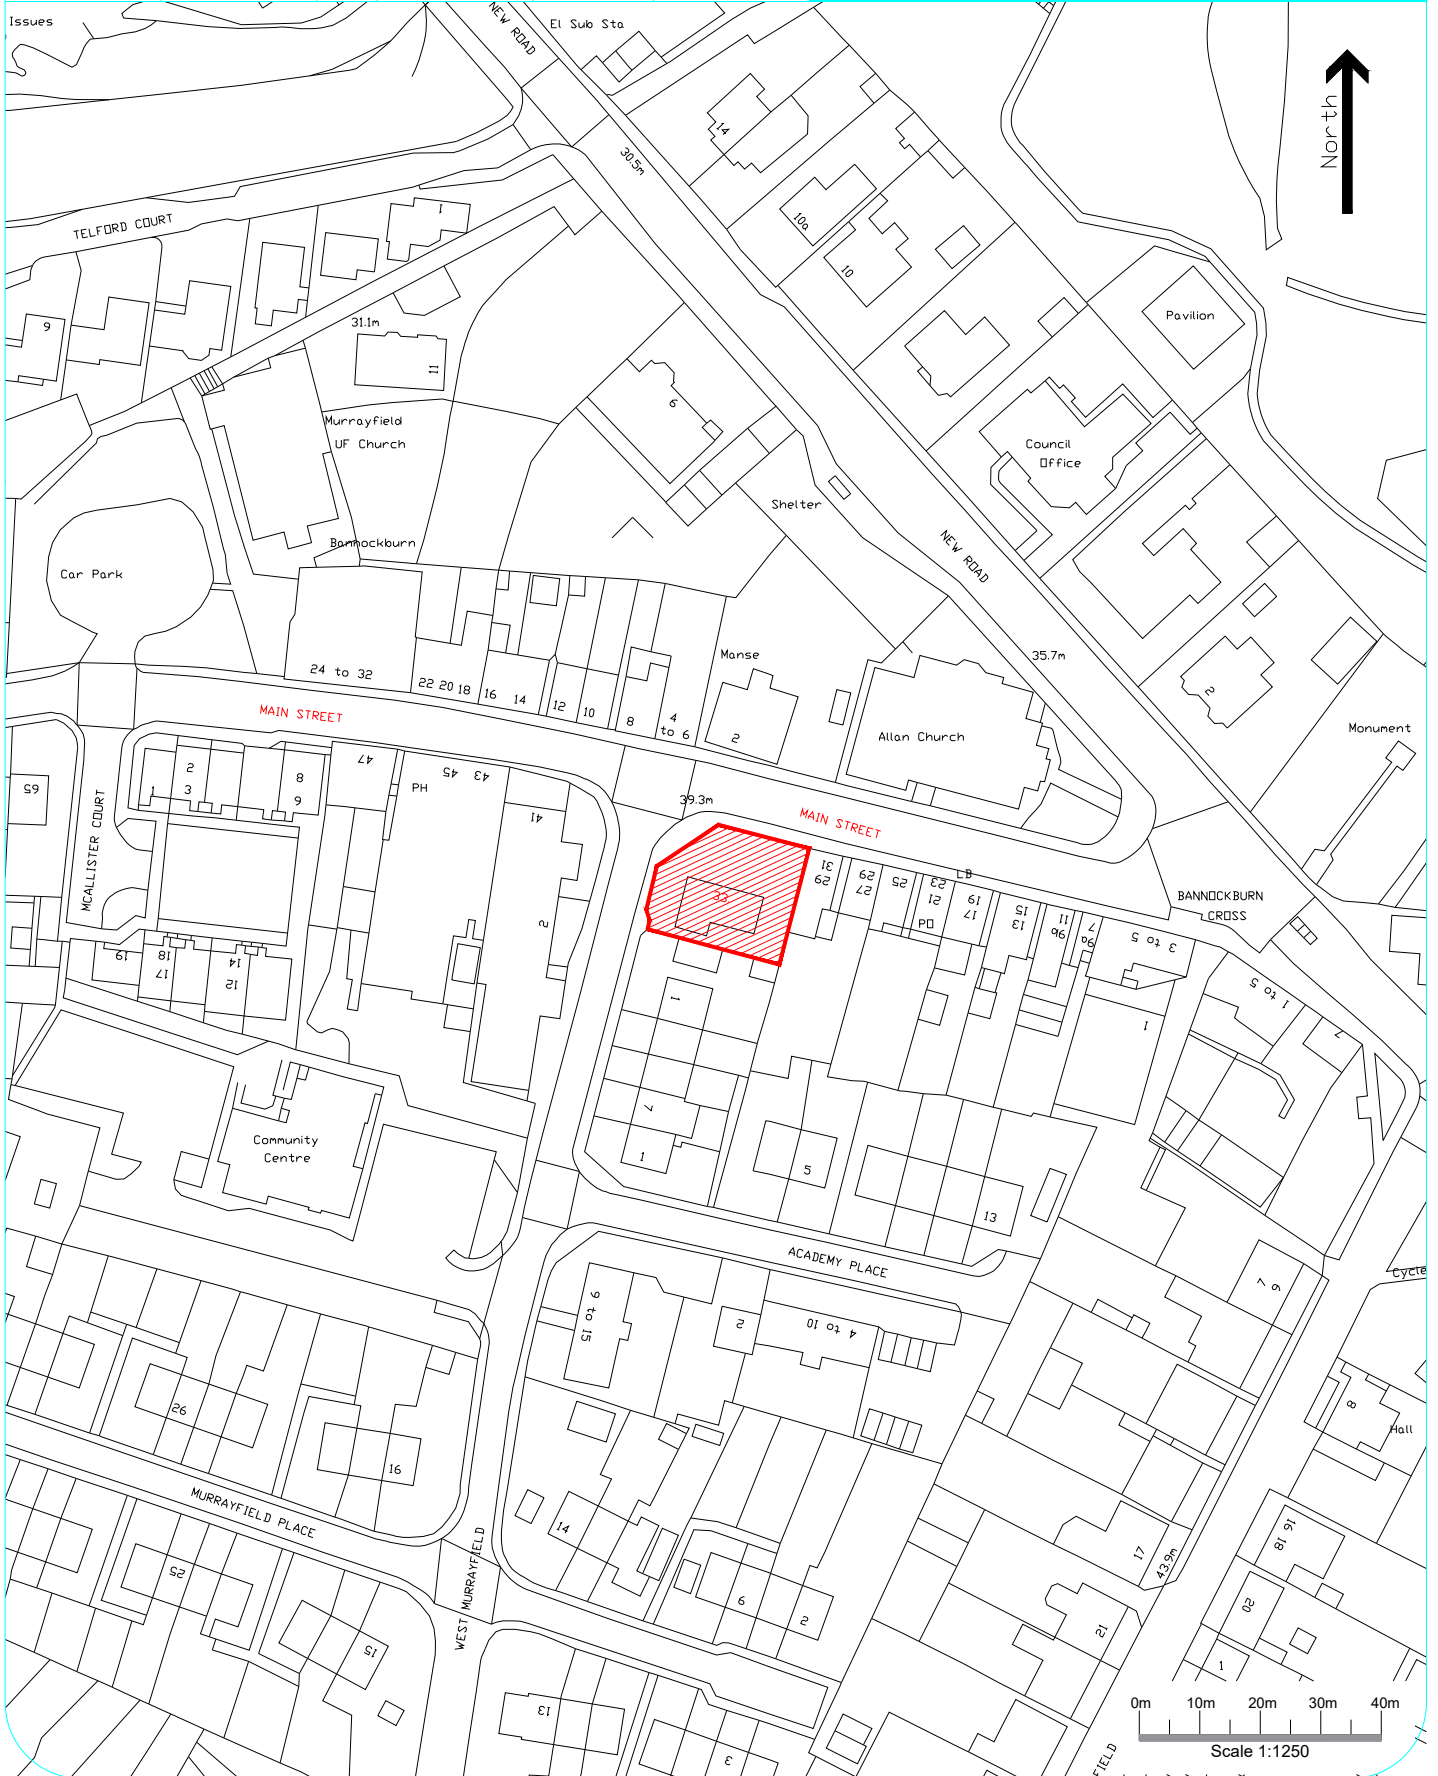 Issues
NEW ROAD
El Sub Sta
North
14
30.5m
10a
10
TELFORD COURT
1
9
31.1m
11
Pavilion
6
Murrayfield
UF Church
Council
Office
Shelter
Bannockburn
NEW ROAD
Car Park
Manse
35.7m
24 to 32
22 20 18
16
14
12
10
8
4
to 6
2
2
MAIN STREET
Allan Church
Monument
47
45
43
PH
41
65
2
3
1
8
9
MCALLISTER COURT
39.3m
MAIN STREET
33
31
29
29
27
25
LB
23
21
PO
19
17
15
13
11
9b
7
9a
3 to 5
BANNOCKBURN
CROSS
2
19
18
17
14
12
1
1
1 to 5
7
7
1
5
13
Community
Centre
ACADEMY PLACE
9 to 15
2
4 to 10
7
6
Cycle
8
Hall
26
16
MURRAYFIELD PLACE
14
25
15
WEST MURRAYFIELD
6
2
17
43.9m
16
18
20
21
1
13
3
FIELD
0m
10m
20m
30m
40m
Scale 1:1250